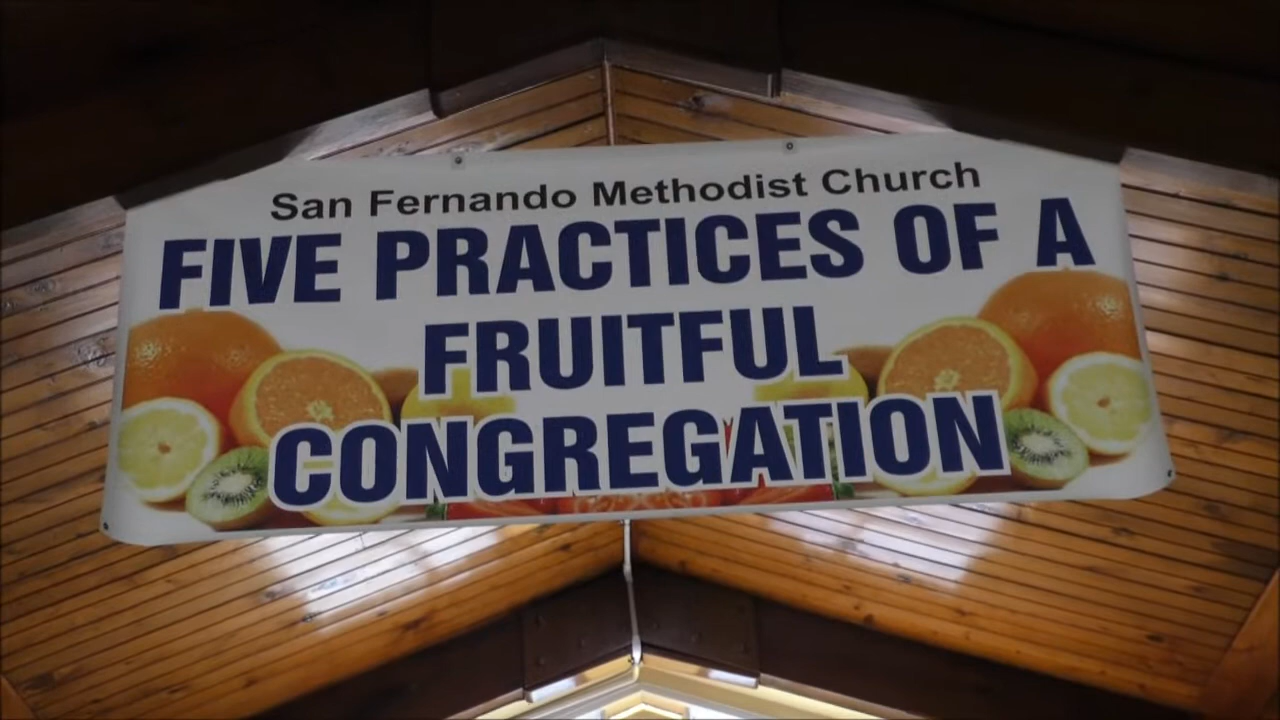 San Fernando Methodist Church
FIVE PRACTICES OF A
FRUITFUL
CONGREGATION